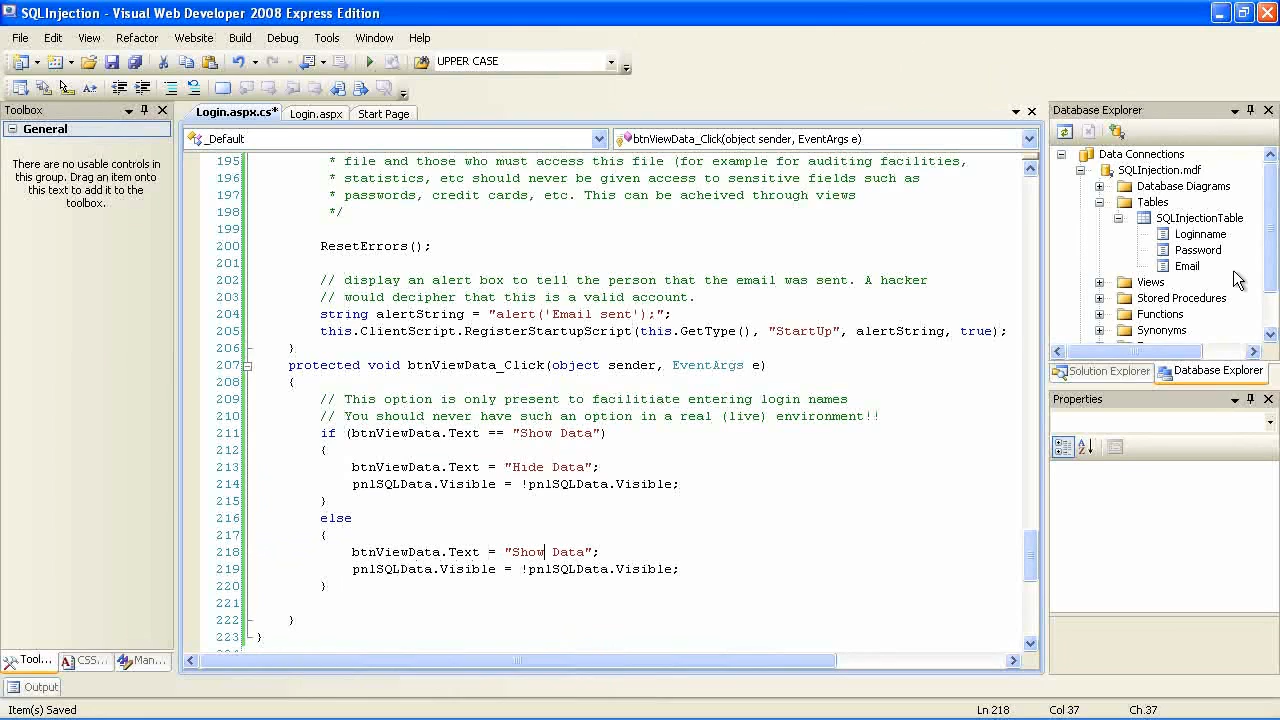 SQLInjection - Visual Web Developer 2008 Express Edition
File Edit View Refactor Website Build Debug Tools Window Help
UPPER CASE
Toolbox
General
There are no usable controls in
this group. Drag an item onto
this text to add it to the
toolbox.
Tool... CSS... Man...
Output
Login.aspx.cs* Login.aspx Start Page
_Default btnViewData_Click(object sender, EventArgs e)
195 * file and those who must access this file (for example for auditing facilities,
196 * statistics, etc should never be given access to sensitive fields such as
197 * passwords, credit cards, etc. This can be acheived through views
198 */
199
200 ResetErrors();
201
202 // display an alert box to tell the person that the email was sent. A hacker
203 // would decipher that this is a valid account.
204 string alertString = "alert('Email sent');";
205 this.ClientScript.RegisterStartupScript(this.GetType(), "StartUp", alertString, true);
206 }
207 protected void btnViewData_Click(object sender, EventArgs e)
208 {
209 // This option is only present to facilitiate entering login names
210 // You should never have such an option in a real (live) environment!!
211 if (btnViewData.Text == "Show Data")
212 {
213 btnViewData.Text = "Hide Data";
214 pnlSQLData.Visible = !pnlSQLData.Visible;
215 }
216 else
217 {
218 btnViewData.Text = "Show Data";
219 pnlSQLData.Visible = !pnlSQLData.Visible;
220 }
221
222 }
223 }
Database Explorer
Data Connections
SQLInjection.mdf
Database Diagrams
Tables
SQLInjectionTable
Loginname
Password
Email
Views
Stored Procedures
Functions
Synonyms
Solution Explorer Database Explorer
Properties
Item(s) Saved Ln 218 Col 37 Ch 37